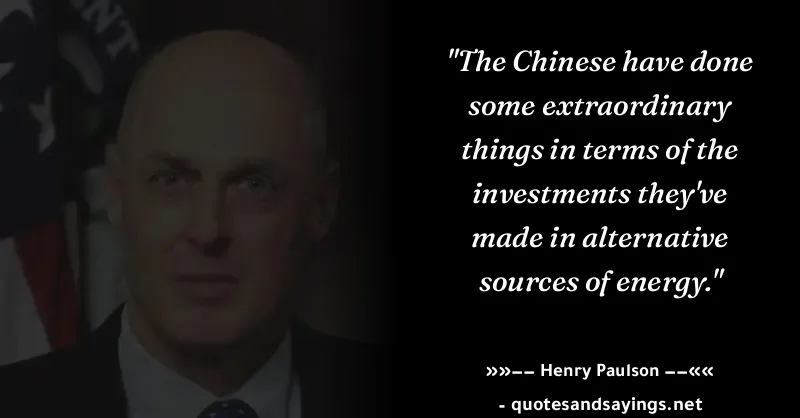 NT
"The Chinese have done
some extraordinary
things in terms of the
investments they've
made in alternative
sources of energy."
»»–– Henry Paulson ––««
- quotesandsayings.net